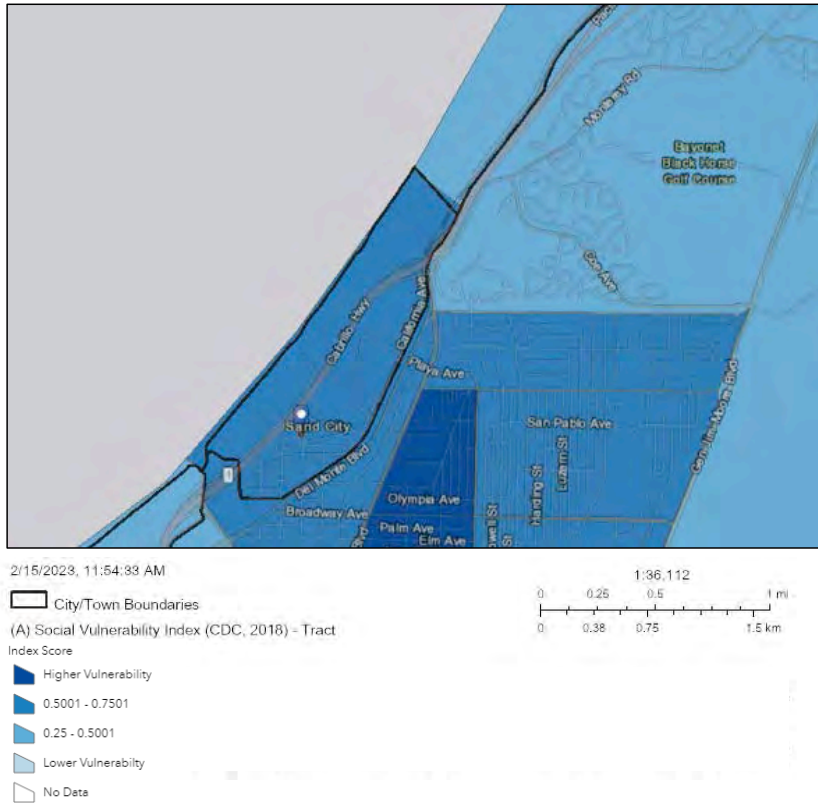 Monterey Rd
Bayonet
Black Horse
Golf Course
Coe Ave
Cabrillo Hwy
California Ave
Playa Ave
Gen Jim Moore Blvd
Sand City
San Pablo Ave
Luzern St
Harding St
Del Monte Blvd
1
Olympia Ave
Broadway Ave
Palm Ave
Elm Ave
Blvd
St
2/15/2023, 11:54:33 AM
1:36,112
0 0.25 0.5 1 mi
0 0.38 0.75 1.5 km
City/Town Boundaries
(A) Social Vulnerability Index (CDC, 2018) - Tract
Index Score
Higher Vulnerability
0.5001 - 0.7501
0.25 - 0.5001
Lower Vulnerabilty
No Data